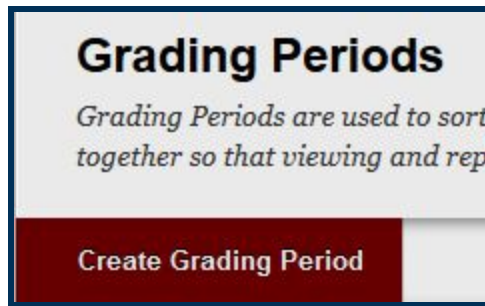 Grading Periods
Grading Periods are used to sort
together so that viewing and rep
Create Grading Period